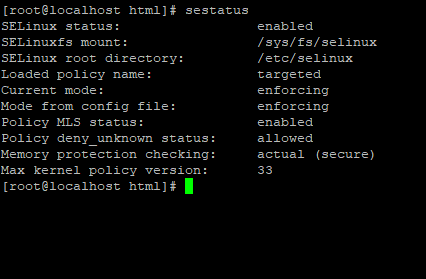 [root@localhost html]# sestatus
SELinux status:                 enabled
SELinuxfs mount:                /sys/fs/selinux
SELinux root directory:         /etc/selinux
Loaded policy name:             targeted
Current mode:                   enforcing
Mode from config file:          enforcing
Policy MLS status:              enabled
Policy deny_unknown status:     allowed
Memory protection checking:     actual (secure)
Max kernel policy version:      33
[root@localhost html]#